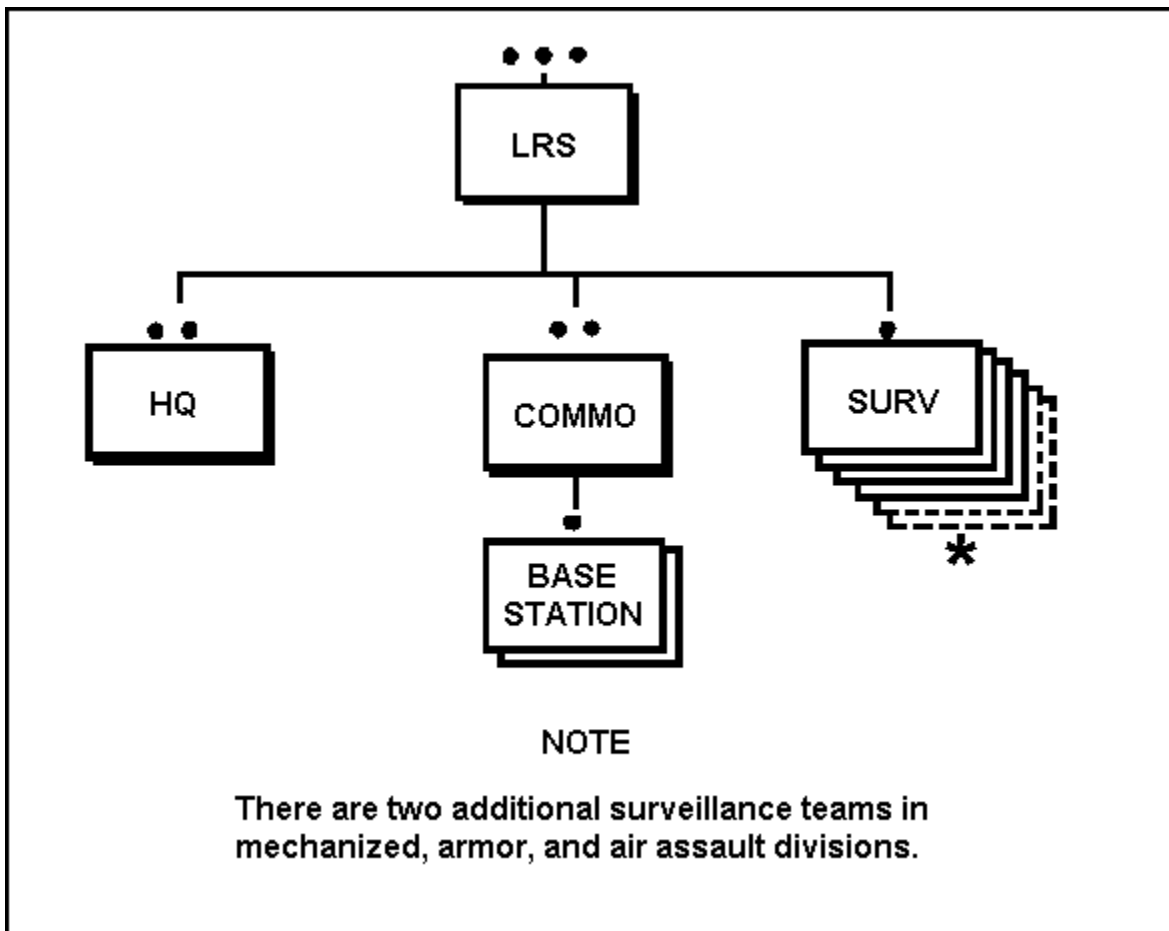 LRS
HQ
COMMO
SURV
BASE
STATION
*
NOTE
There are two additional surveillance teams in
mechanized, armor, and air assault divisions.